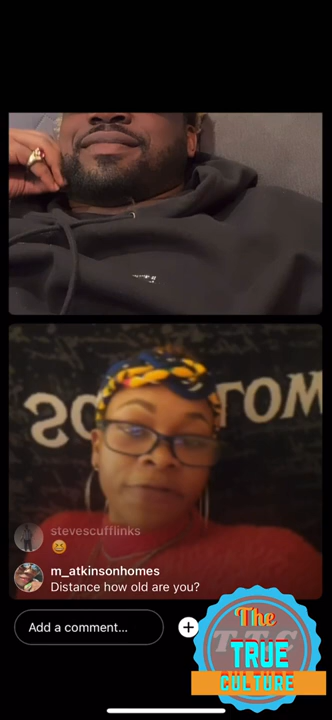 stevescufflinks
m_atkinsonhomes
Distance how old are you?
Add a comment...
The
TRUE
CULTURE